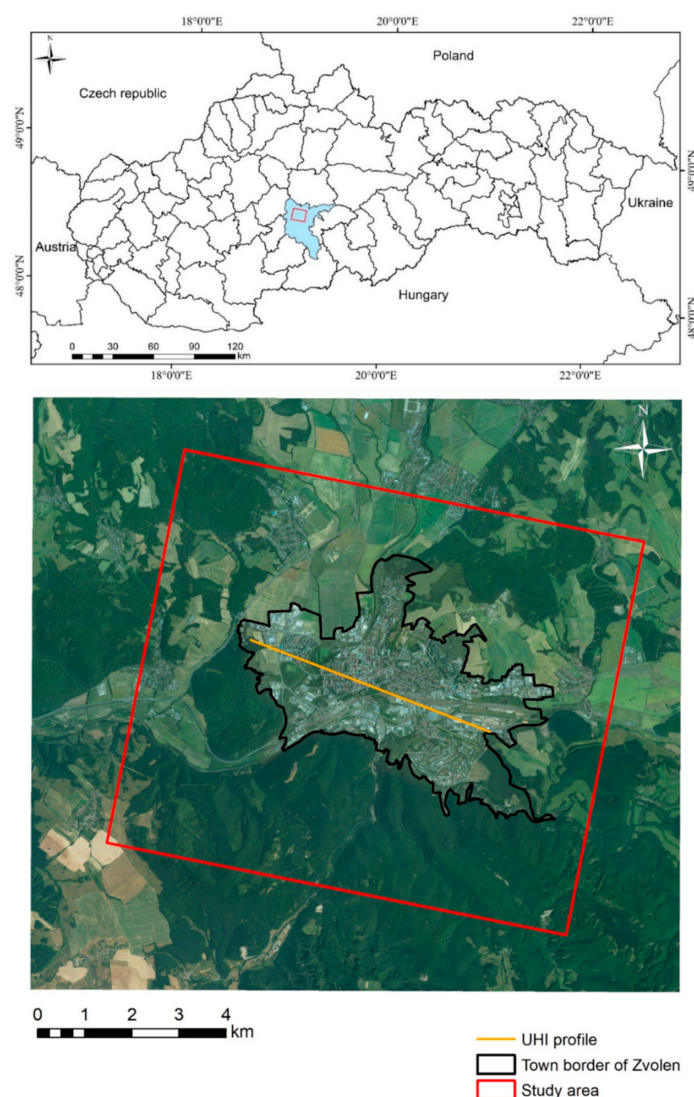 18°0'0"E 20°0'0"E 22°0'0"E
N
Poland
Czech republic
49°0'0"N
49°0'0"N
Ukraine
Austria
48°0'0"N
Hungary
48°0'0"N
0 30 60 90 120
km
18°0'0"E 20°0'0"E 22°0'0"E
N
0 1 2 3 4
km
UHI profile
Town border of Zvolen
Study area